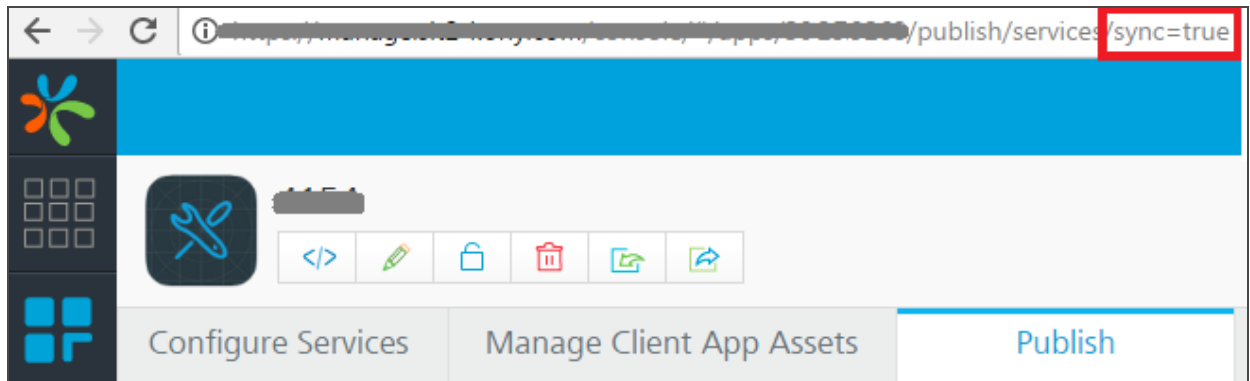 /publish/services/sync=true
</>
Configure Services
Manage Client App Assets
Publish